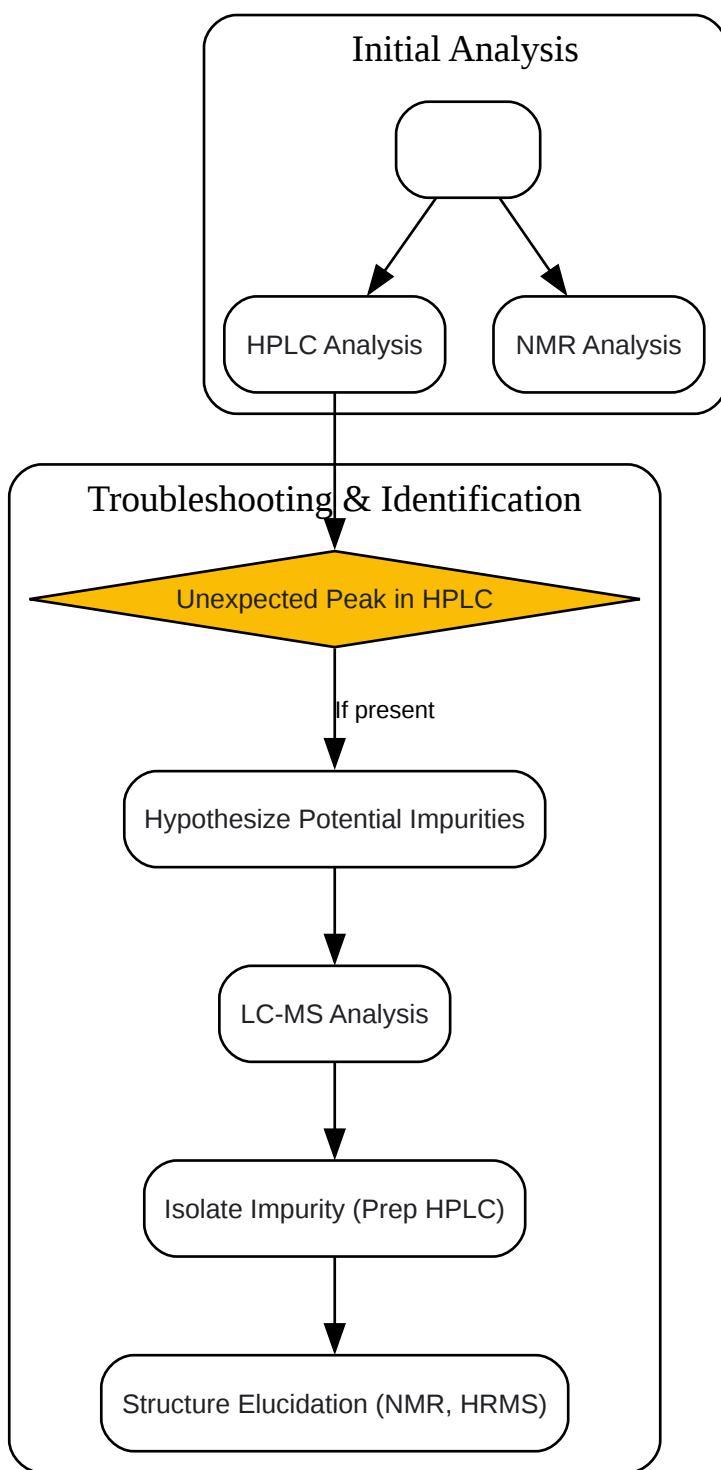 Initial Analysis
HPLC Analysis
NMR Analysis
Troubleshooting & Identification
Unexpected Peak in HPLC
If present
Hypothesize Potential Impurities
LC-MS Analysis
Isolate Impurity (Prep HPLC)
Structure Elucidation (NMR, HRMS)